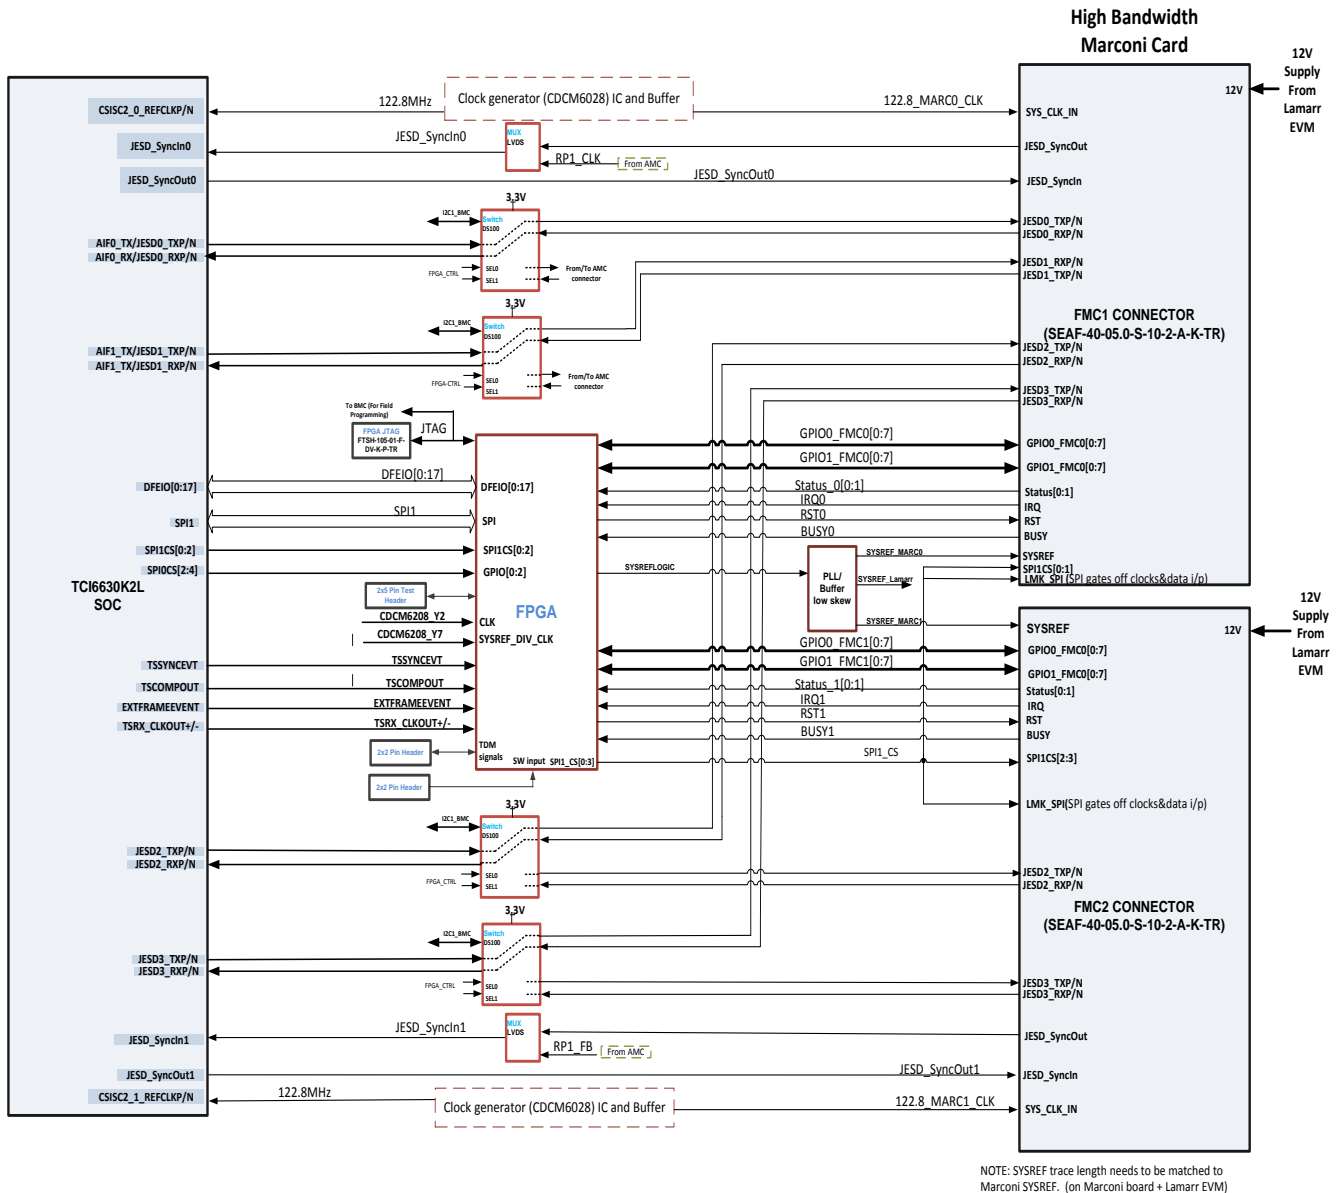 High Bandwidth
Marconi Card
12V
Supply
From
Lamarr
EVM
12V
CSISC2_0_REFCLKP/N
122.8MHz
Clock generator (CDCM6028) IC and Buffer
122.8_MARC0_CLK
SYS_CLK_IN
JESD_SyncIn0
JESD_SyncIn0
MUX
LVDS
RP1_CLK
From AMC
JESD_SyncOut
JESD_SyncOut0
JESD_SyncOut0
JESD_SyncIn
3.3V
I2C1_BMC
Switch
DS100
SEL0
SEL1
FPGA_CTRL
From/To AMC
connector
AIF0_TX/JESD0_TXP/N
AIF0_RX/JESD0_RXP/N
JESD0_TXP/N
JESD0_RXP/N
JESD1_RXP/N
JESD1_TXP/N
3.3V
I2C1_BMC
Switch
DS100
SEL0
SEL1
FPGA-CTRL
From/To AMC
connector
AIF1_TX/JESD1_TXP/N
AIF1_TX/JESD1_RXP/N
FMC1 CONNECTOR
(SEAF-40-05.0-S-10-2-A-K-TR)
JESD2_TXP/N
JESD2_RXP/N
JESD3_TXP/N
JESD3_RXP/N
To BMC (For Field
Programming)
FPGA JTAG
FTSH-105-01-F-
DV-K-P-TR
JTAG
GPIO0_FMC0[0:7]
GPIO0_FMC0[0:7]
GPIO1_FMC0[0:7]
GPIO1_FMC0[0:7]
DFEIO[0:17]
DFEIO[0:17]
DFEIO[0:17]
Status_0[0:1]
Status[0:1]
IRQ0
IRQ
SPI1
SPI1
SPI
RST0
RST
BUSY0
BUSY
SPI1CS[0:2]
SPI1CS[0:2]
SPI0CS[2:4]
GPIO[0:2]
SYSREFLOGIC
PLL/
Buffer
low skew
SYSREF_MARC0
SYSREF_Lamarr
SYSREF_MARC1
SYSREF
SPI1CS[0:1]
LMK_SPI (SPI gates off clocks&data i/p)
TCI6630K2L
SOC
2x5 Pin Test
Header
FPGA
CDCM6208_Y2
CLK
CDCM6208_Y7
SYSREF_DIV_CLK
12V
Supply
From
Lamarr
EVM
12V
SYSREF
GPIO0_FMC1[0:7]
GPIO0_FMC0[0:7]
GPIO1_FMC1[0:7]
GPIO1_FMC0[0:7]
TSSYNCEVT
TSSYNCEVT
TSCOMPOUT
TSCOMPOUT
Status_1[0:1]
Status[0:1]
EXTFRAMEEVENT
EXTFRAMEEVENT
IRQ1
IRQ
TSRX_CLKOUT+/-
TSRX_CLKOUT+/-
RST1
RST
BUSY1
BUSY
2x2 Pin Header
TDM
signals
SW input
SPI1_CS[0:3]
SPI1_CS
SPI1CS[2:3]
2x2 Pin Header
LMK_SPI(SPI gates off clocks&data i/p)
3.3V
I2C1_BMC
Switch
DS100
SEL0
SEL1
FPGA_CTRL
JESD2_TXP/N
JESD2_RXP/N
JESD2_TXP/N
JESD2_RXP/N
FMC2 CONNECTOR
(SEAF-40-05.0-S-10-2-A-K-TR)
3.3V
I2C1_BMC
Switch
DS100
SEL0
SEL1
FPGA_CTRL
JESD3_TXP/N
JESD3_RXP/N
JESD3_TXP/N
JESD3_RXP/N
JESD_SyncIn1
JESD_SyncIn1
MUX
LVDS
RP1_FB
From AMC
JESD_SyncOut
JESD_SyncOut1
JESD_SyncOut1
JESD_SyncIn
CSISC2_1_REFCLKP/N
122.8MHz
Clock generator (CDCM6028) IC and Buffer
122.8_MARC1_CLK
SYS_CLK_IN
NOTE: SYSREF trace length needs to be matched to
Marconi SYSREF. (on Marconi board + Lamarr EVM)